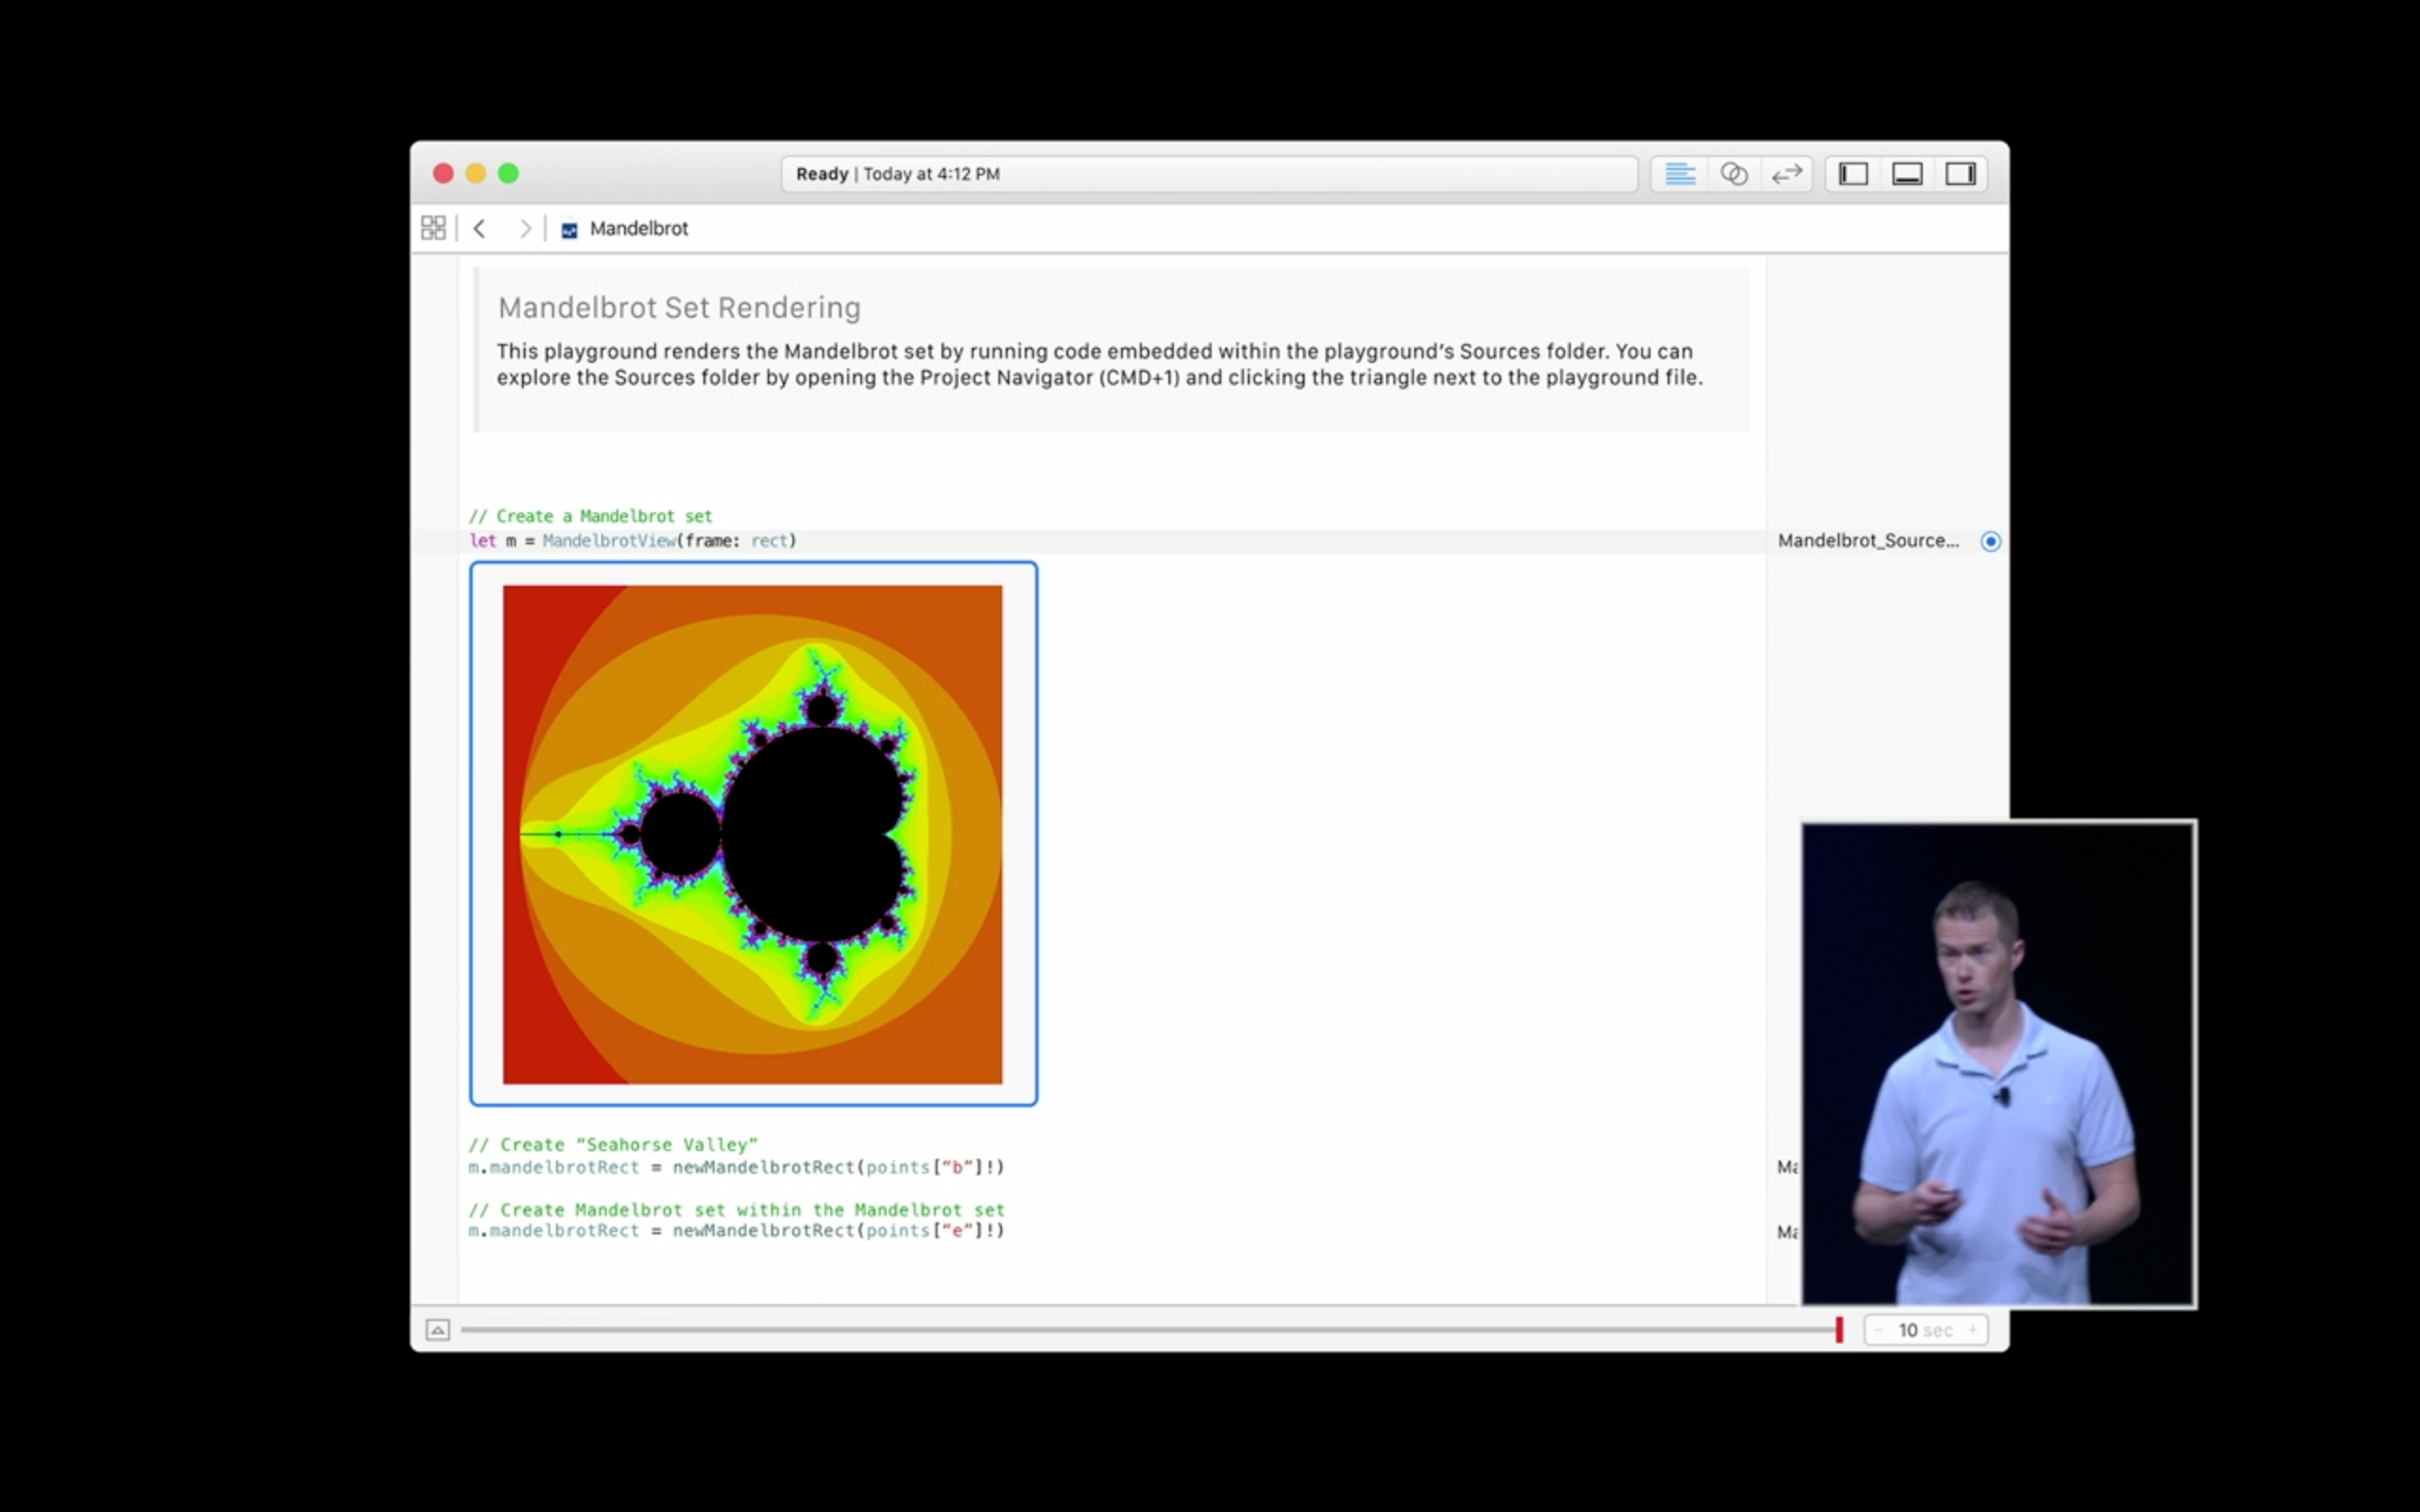 Ready | Today at 4:12 PM
Mandelbrot
Mandelbrot Set Rendering
This playground renders the Mandelbrot set by running code embedded within the playground’s Sources folder. You can
explore the Sources folder by opening the Project Navigator (CMD+1) and clicking the triangle next to the playground file.
// Create a Mandelbrot set
let m = MandelbrotView(frame: rect)
Mandelbrot_Source...
// Create “Seahorse Valley”
m.mandelbrotRect = newMandelbrotRect(points[“b”]!)
// Create Mandelbrot set within the Mandelbrot set
m.mandelbrotRect = newMandelbrotRect(points[“e”]!)
- 10 sec +